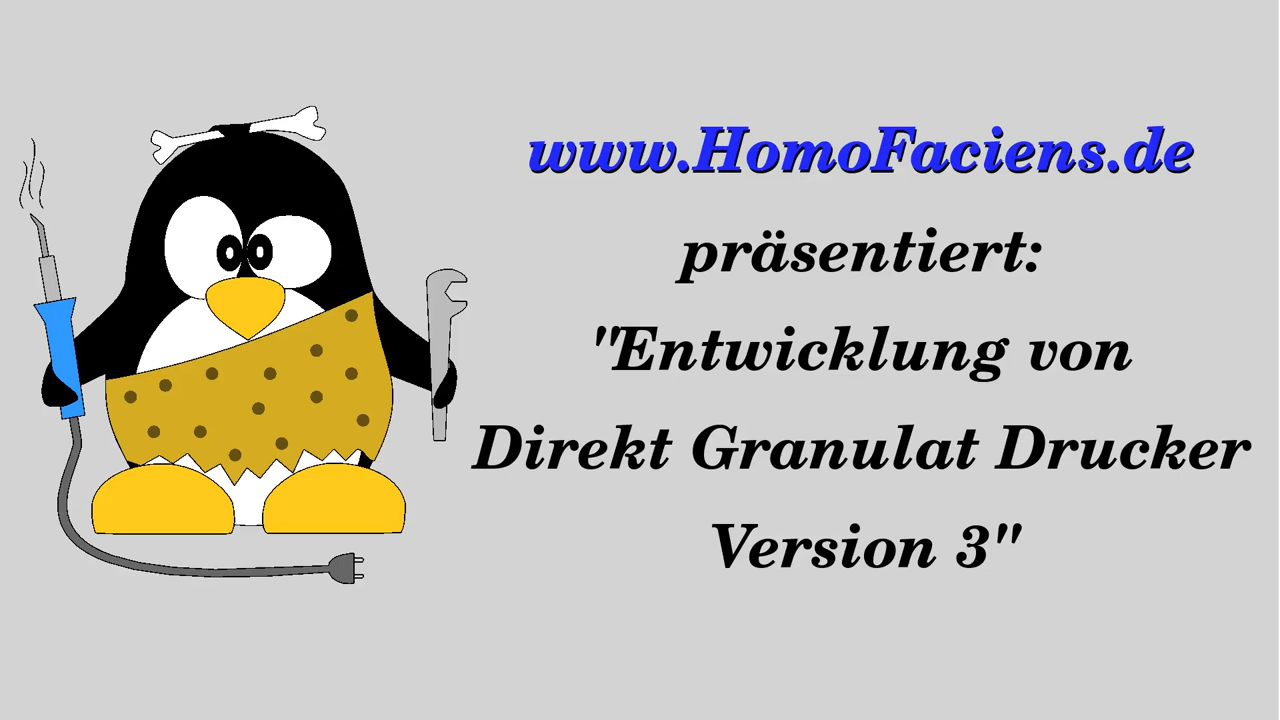 www.HomoFaciens.de
präsentiert:
"Entwicklung von
Direkt Granulat Drucker
Version 3"